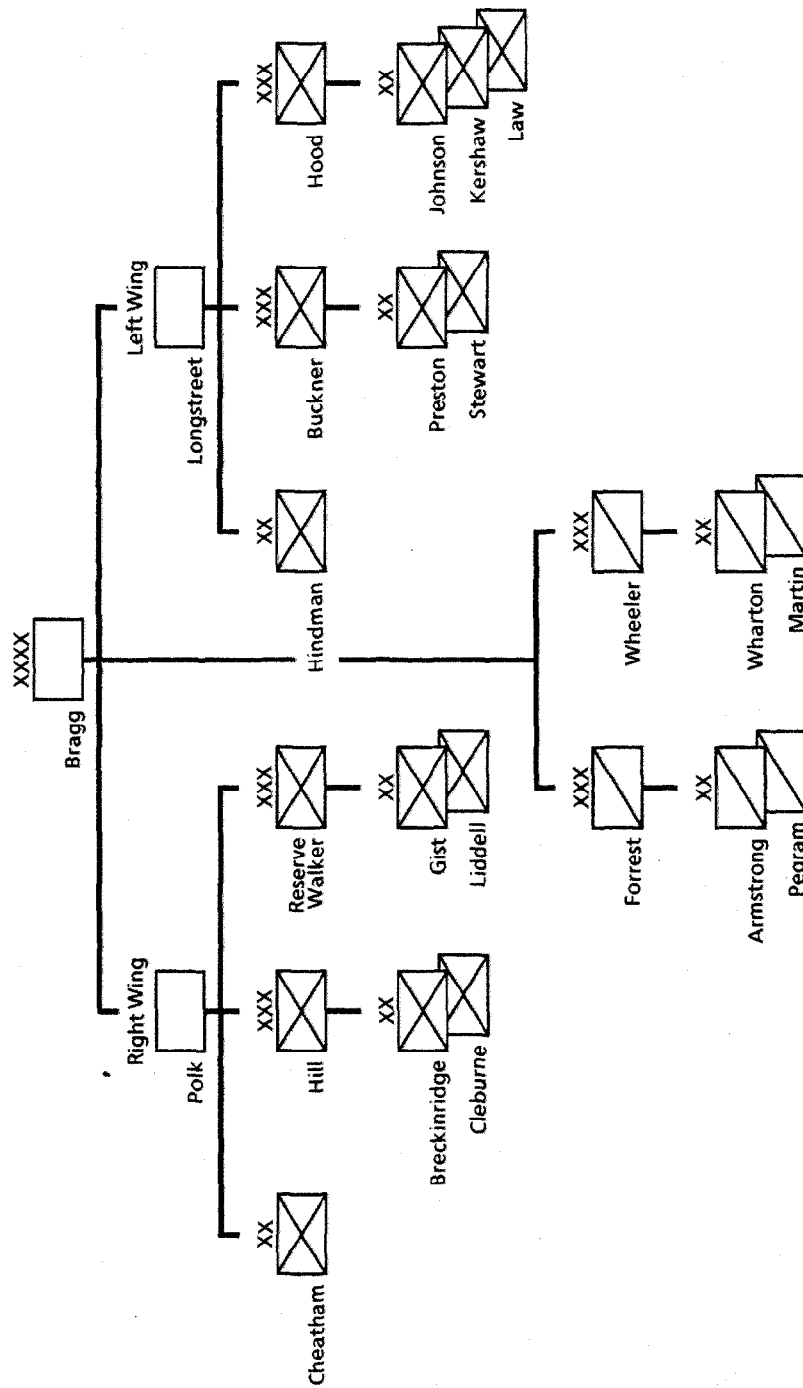 XXXX
Bragg
Right Wing
Polk
Left Wing
Longstreet
XX
Cheatham
XXX
Hill
XXX
Reserve
Walker
XX
Hindman
XXX
Buckner
XXX
Hood
XX
Breckinridge
Cleburne
XX
Gist
Liddell
XX
Preston
Stewart
XX
Johnson
Kershaw
Law
XXX
Forrest
XXX
Wheeler
XX
Armstrong
Pegram
XX
Wharton
Martin